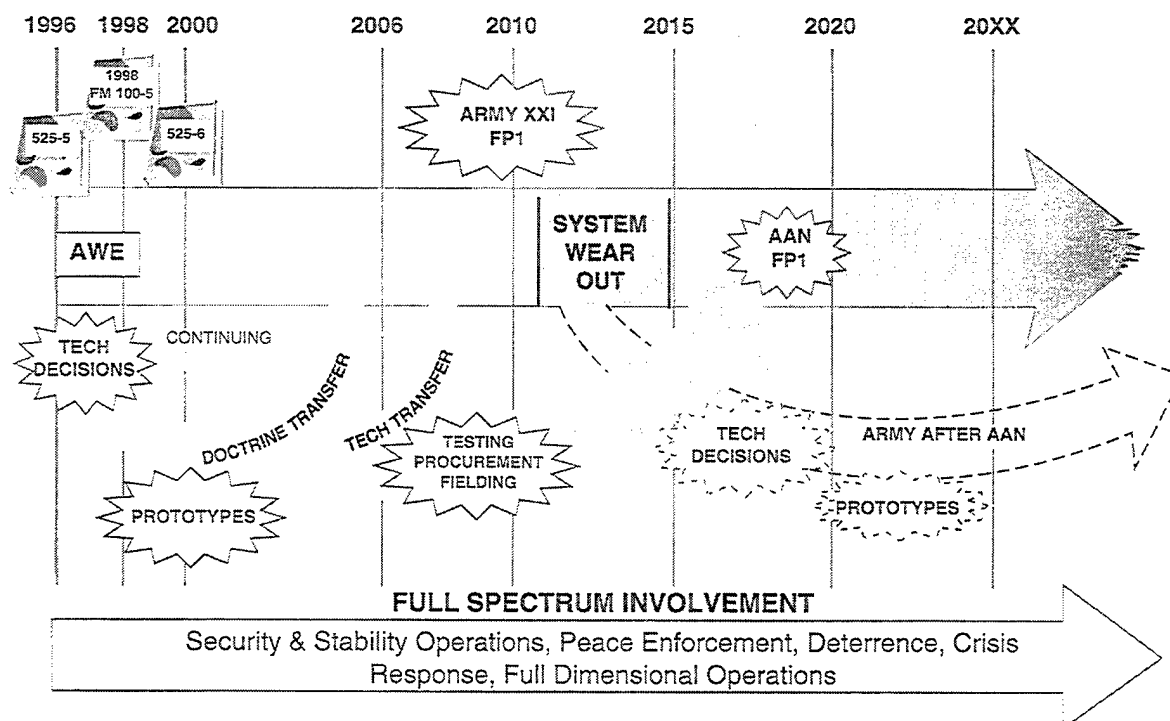 1996 1998 2000 2006 2010 2015 2020 20XX
1998
FM 100-5
525-5
525-6
ARMY XXI
FP1
AWE
SYSTEM
WEAR
OUT
AAN
FP1
TECH
DECISIONS
CONTINUING
DOCTRINE TRANSFER
TECH TRANSFER
PROTOTYPES
TESTING
PROCUREMENT
FIELDING
TECH
DECISIONS
ARMY AFTER AAN
PROTOTYPES
FULL SPECTRUM INVOLVEMENT
Security & Stability Operations, Peace Enforcement, Deterrence, Crisis
Response, Full Dimensional Operations